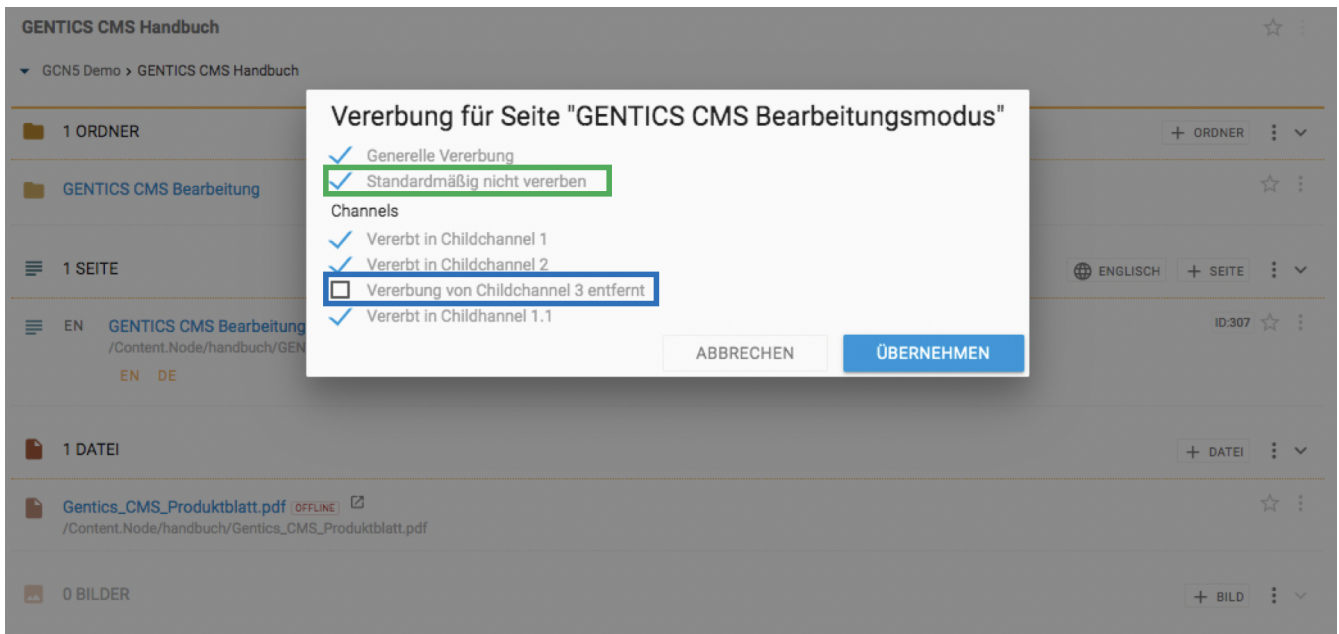 GENTICS CMS Handbuch
GCN5 Demo › GENTICS CMS Handbuch
Vererbung für Seite "GENTICS CMS Bearbeitungsmodus"
Generelle Vererbung
Standardmäßig nicht vererben
Channels
Vererbt in Childchannel 1
Vererbt in Childchannel 2
Vererbung von Childchannel 3 entfernt
Vererbt in Childhannel 1.1
ABBRECHEN ÜBERNEHMEN
1 ORDNER + ORDNER
GENTICS CMS Bearbeitung
1 SEITE ENGLISCH + SEITE
EN GENTICS CMS Bearbeitung ID:307
/Content.Node/handbuch/GEN
EN DE
1 DATEI + DATEI
Gentics_CMS_Produktblatt.pdf OFFLINE
/Content.Node/handbuch/Gentics_CMS_Produktblatt.pdf
0 BILDER + BILD